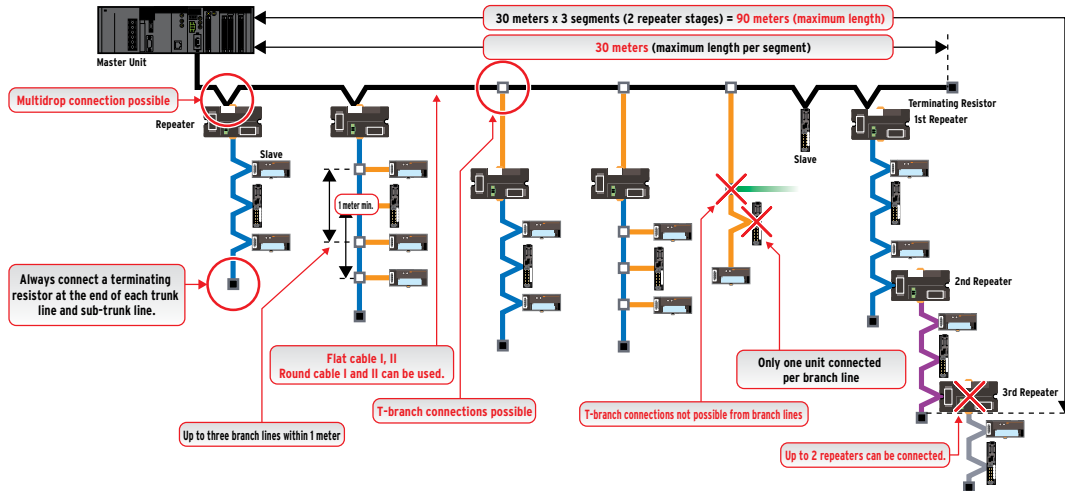 30 meters x 3 segments (2 repeater stages) = 90 meters (maximum length)
30 meters (maximum length per segment)
Master Unit
Multidrop connection possible
Repeater
Terminating Resistor
1st Repeater
Slave
Slave
1 meter min.
Always connect a terminating
resistor at the end of each trunk
line and sub-trunk line.
2nd Repeater
Flat cable I, II
Round cable I and II can be used.
Only one unit connected
per branch line
3rd Repeater
T-branch connections possible
T-branch connections not possible from branch lines
Up to three branch lines within 1 meter
Up to 2 repeaters can be connected.